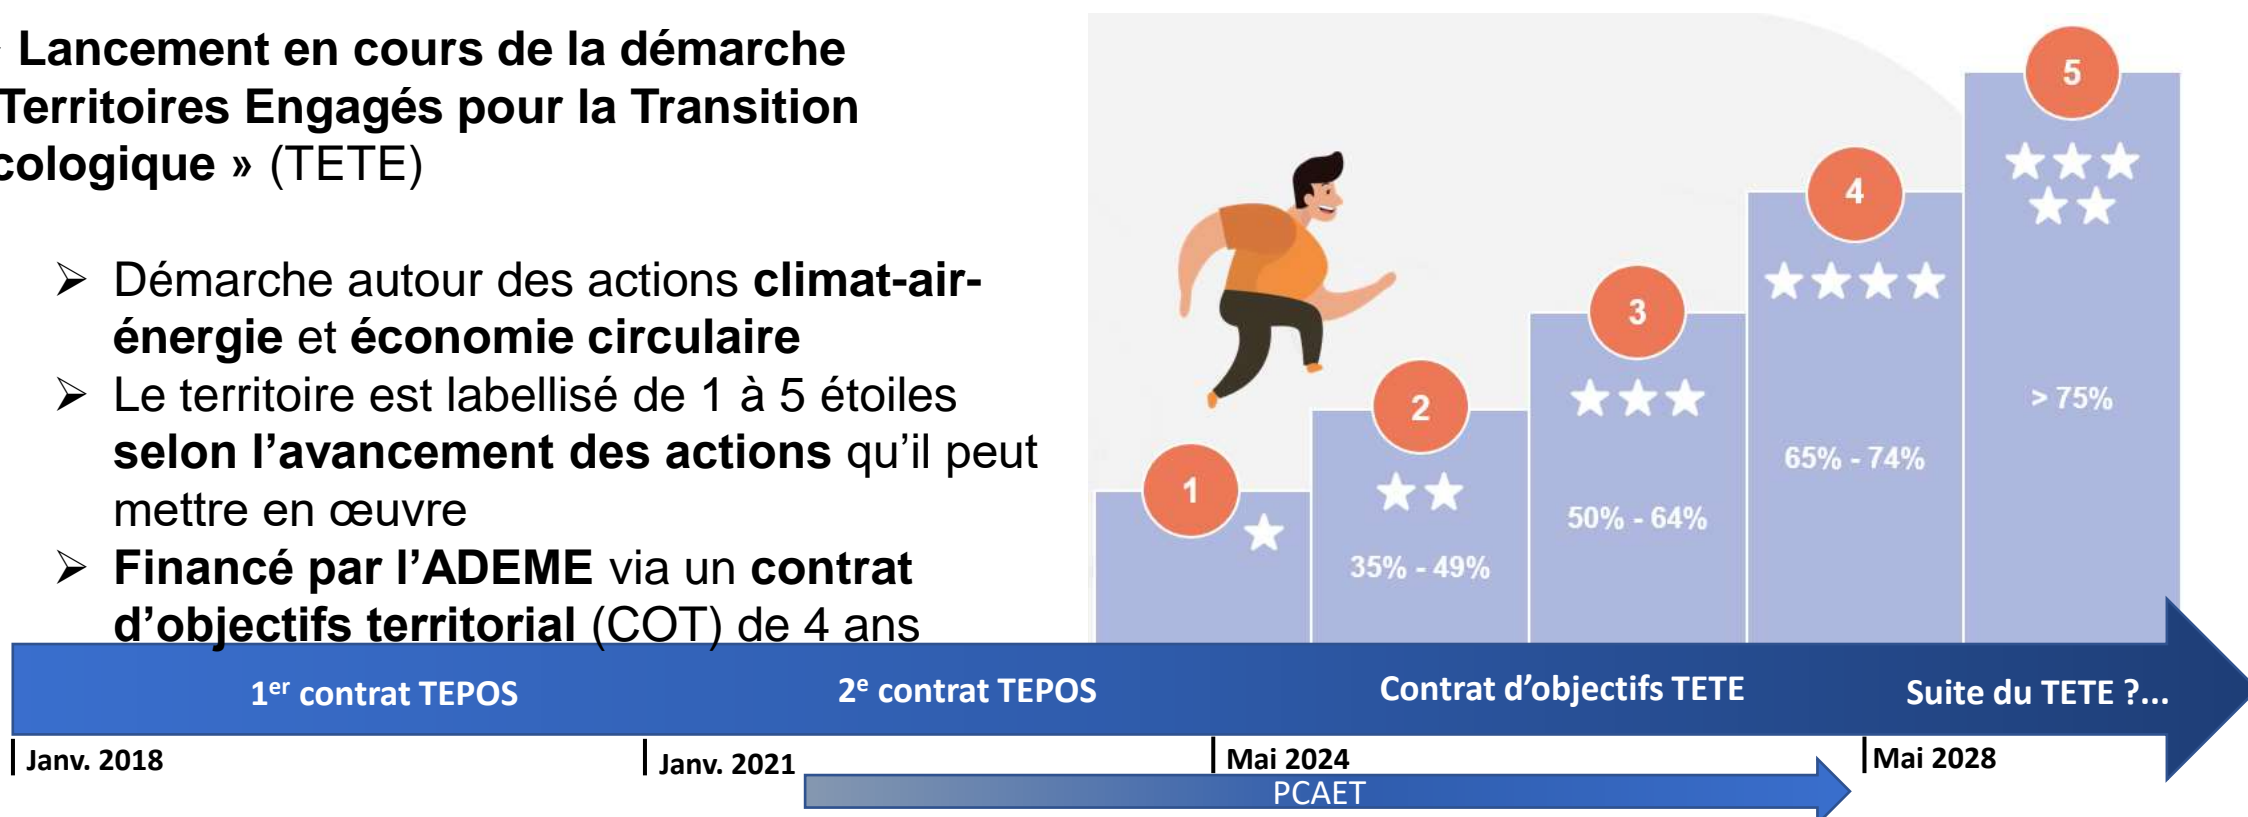 Lancement en cours de la démarche
Territoires Engagés pour la Transition
cologique » (TETE)
➢ Démarche autour des actions climat-air-
énergie et économie circulaire
➢ Le territoire est labellisé de 1 à 5 étoiles
selon l’avancement des actions qu’il peut
mettre en œuvre
➢ Financé par l’ADEME via un contrat
d’objectifs territorial (COT) de 4 ans
1
2
35% - 49%
3
50% - 64%
4
65% - 74%
5
> 75%
1er contrat TEPOS
2e contrat TEPOS
Contrat d’objectifs TETE
Suite du TETE ?...
Janv. 2018
Janv. 2021
Mai 2024
Mai 2028
PCAET